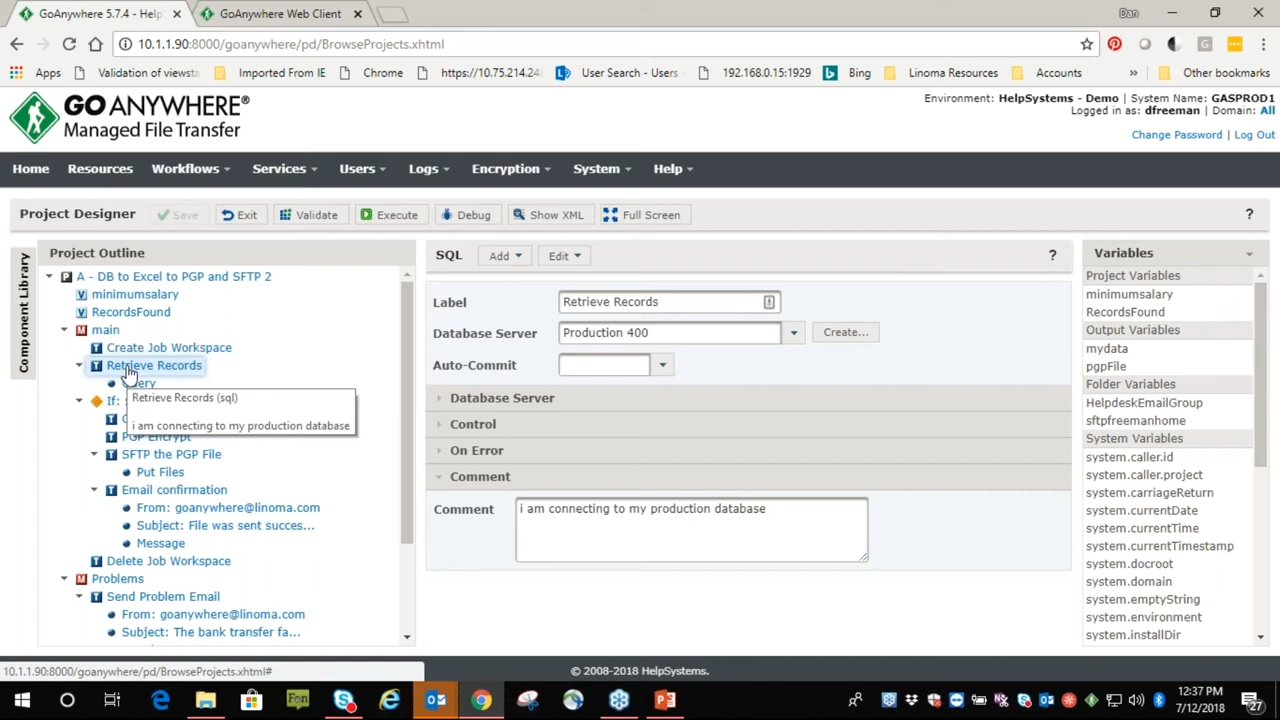 GoAnywhere 5.7.4 - Help
GoAnywhere Web Client
Dan
10.1.1.90:8000/goanywhere/pd/BrowseProjects.xhtml
Apps
Validation of viewsta
Imported From IE
Chrome
https://10.75.214.24
User Search - Users
192.168.0.15:1929
Bing
Linoma Resources
Accounts
»
Other bookmarks
GO ANYWHERE®
Managed File Transfer
Environment: HelpSystems - Demo | System Name: GASPROD1
Logged in as: dfreeman | Domain: All
Change Password | Log Out
Home Resources Workflows Services Users Logs Encryption System Help
Project Designer Save Exit Validate Execute Debug Show XML Full Screen ?
Component Library
Project Outline
P A - DB to Excel to PGP and SFTP 2
V minimumsalary
V RecordsFound
M main
T Create Job Workspace
T Retrieve Records
Query
If:
T
T PGP Encrypt
T SFTP the PGP File
Put Files
T Email confirmation
From: goanywhere@linoma.com
Subject: File was sent succes...
Message
T Delete Job Workspace
M Problems
T Send Problem Email
From: goanywhere@linoma.com
Subject: The bank transfer fa...
Retrieve Records (sql)
i am connecting to my production database
SQL Add Edit ?
Label Retrieve Records
Database Server Production 400
Create...
Auto-Commit
Database Server
Control
On Error
Comment
Comment i am connecting to my production database
Variables
Project Variables
minimumsalary
RecordsFound
Output Variables
mydata
pgpFile
Folder Variables
HelpdeskEmailGroup
sftpfreemanhome
System Variables
system.caller.id
system.caller.project
system.carriageReturn
system.currentDate
system.currentTime
system.currentTimestamp
system.docroot
system.domain
system.emptyString
system.environment
system.installDir
10.1.1.90:8000/goanywhere/pd/BrowseProjects.xhtml#
© 2008-2018 HelpSystems.
Fon
12:37 PM
7/12/2018
27